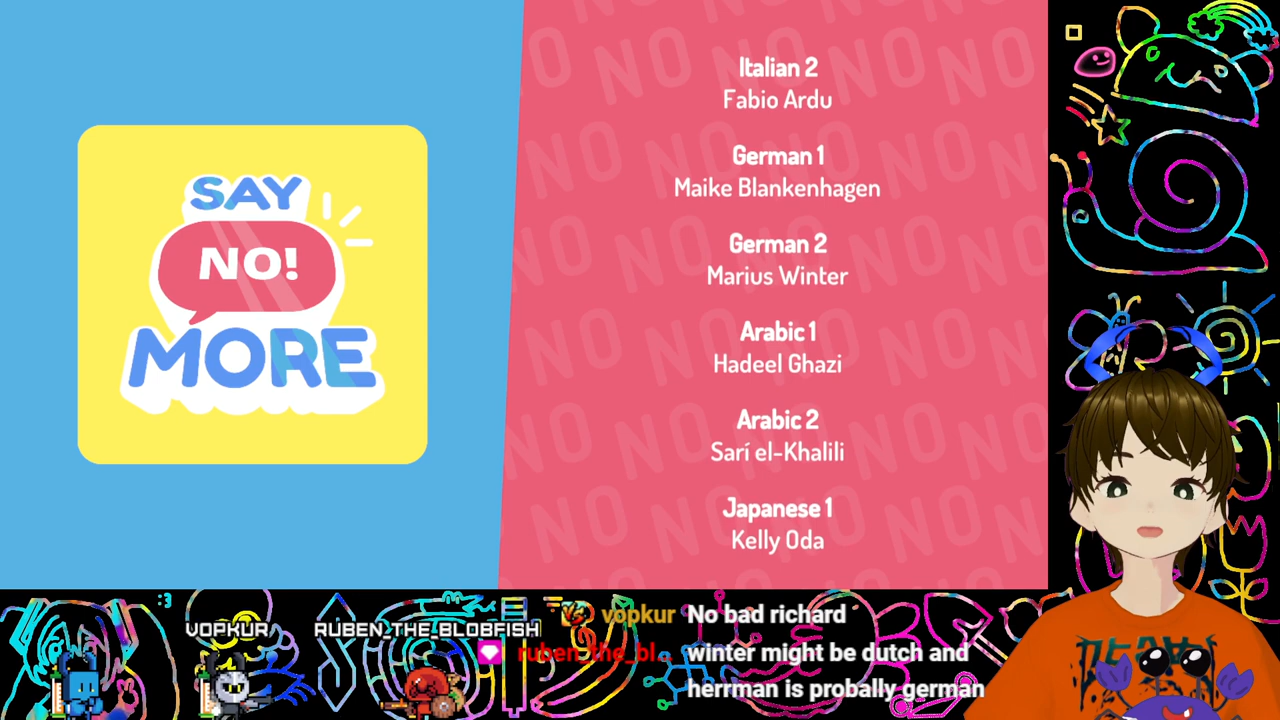 SAY
NO!
MORE
Italian 2
Fabio Ardu
German 1
Maike Blankenhagen
German 2
Marius Winter
Arabic 1
Hadeel Ghazi
Arabic 2
Sarí el-Khalili
Japanese 1
Kelly Oda
VOPKUR
RUBEN_THE_BLOBFISH
vopkur No bad richard
ruben_the_bl... winter might be dutch and
herrman is probally german